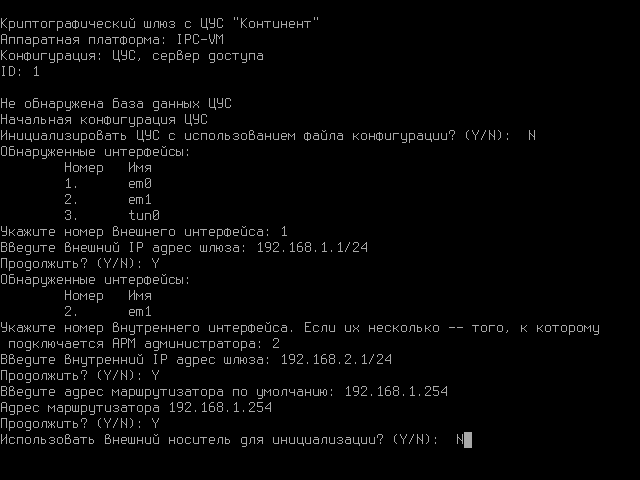 Криптографический шлюз с ЦУС "Континент"
Аппаратная платформа: IPC-VM
Конфигурация: ЦУС, сервер доступа
ID: 1
Не обнаружена база данных ЦУС
Начальная конфигурация ЦУС
Инициализировать ЦУС с использованием файла конфигурации? (Y/N):  N
Обнаруженные интерфейсы:
Номер   Имя
1.      em0
2.      em1
3.      tun0
Укажите номер внешнего интерфейса: 1
Введите внешний IP адрес шлюза: 192.168.1.1/24
Продолжить? (Y/N): Y
Обнаруженные интерфейсы:
Номер   Имя
2.      em1
Укажите номер внутреннего интерфейса. Если их несколько -- того, к которому
подключается АРМ администратора: 2
Введите внутренний IP адрес шлюза: 192.168.2.1/24
Продолжить? (Y/N): Y
Введите адрес маршрутизатора по умолчанию: 192.168.1.254
Адрес маршрутизатора 192.168.1.254
Продолжить? (Y/N): Y
Использовать внешний носитель для инициализации? (Y/N):  N